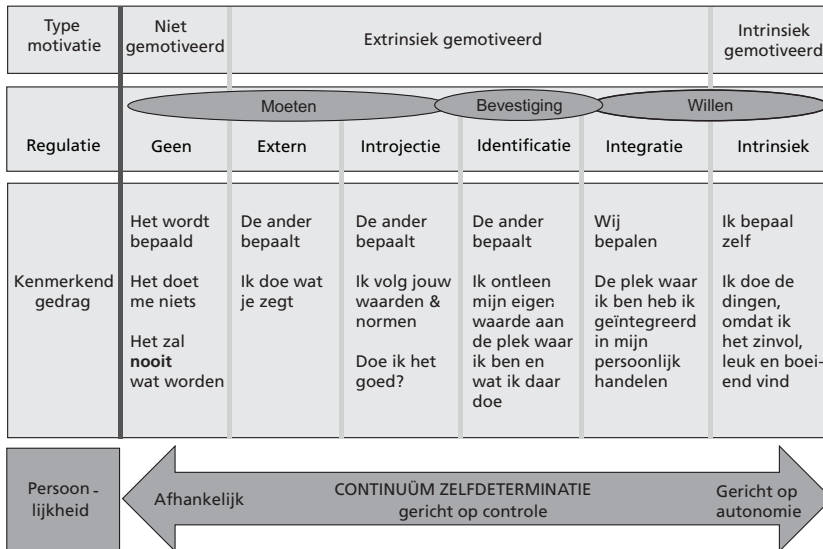 Type
motivatie
Niet
gemotiveerd
Extrinsiek gemotiveerd
Intrinsiek
gemotiveerd
Moeten
Bevestiging
Willen
Regulatie
Geen
Extern
Introjectie
Identificatie
Integratie
Intrinsiek
Kenmerkend
gedrag
Het wordt
bepaald
Het doet
me niets
Het zal
nooit
wat worden
De ander
bepaalt
Ik doe wat
je zegt
De ander
bepaalt
Ik volg jouw
waarden &
normen
Doe ik het
goed?
De ander
bepaalt
Ik ontleen
mijn eigen
waarde aan
de plek waar
ik ben en
wat ik daar
doe
Wij
bepalen
De plek waar
ik ben heb ik
geïntegreerd
in mijn
persoonlijk
handelen
Ik bepaal
zelf
Ik doe de
dingen,
omdat ik
het zinvol,
leuk en boei-
end vind
Persoon -
lijkheid
Afhankelijk
CONTINUÜM ZELFDETERMINATIE
gericht op controle
Gericht op
autonomie